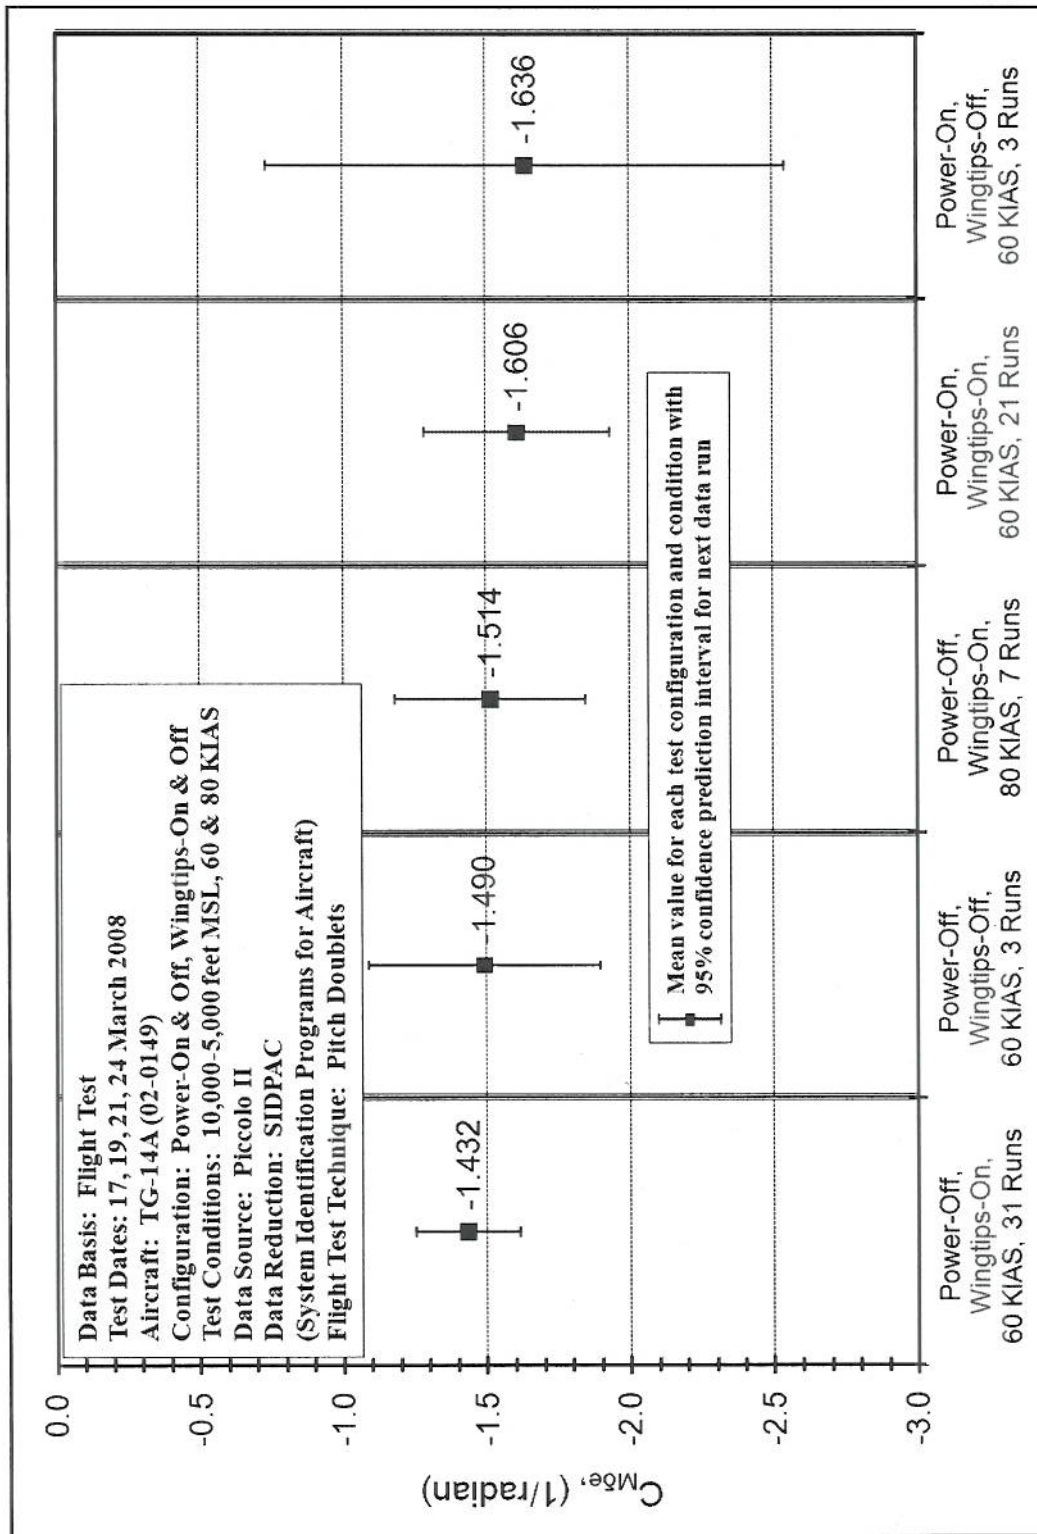 Data Basis: Flight Test
Test Dates: 17, 19, 21, 24 March 2008
Aircraft: TG-14A (02-0149)
Configuration: Power-On & Off, Wingtips-On & Off
Test Conditions: 10,000-5,000 feet MSL, 60 & 80 KIAS
Data Source: Piccolo II
Data Reduction: SIDPAC
(System Identification Programs for Aircraft)
Flight Test Technique: Pitch Doublets
0.0
-0.5
-1.0
-1.5
-2.0
-2.5
-3.0
CMδe, (1/radian)
-1.432
-1.490
-1.514
-1.606
-1.636
Mean value for each test configuration and condition with
95% confidence prediction interval for next data run
Power-Off,
Wingtips-On,
60 KIAS, 31 Runs
Power-Off,
Wingtips-Off,
60 KIAS, 3 Runs
Power-Off,
Wingtips-On,
80 KIAS, 7 Runs
Power-On,
Wingtips-On,
60 KIAS, 21 Runs
Power-On,
Wingtips-Off,
60 KIAS, 3 Runs